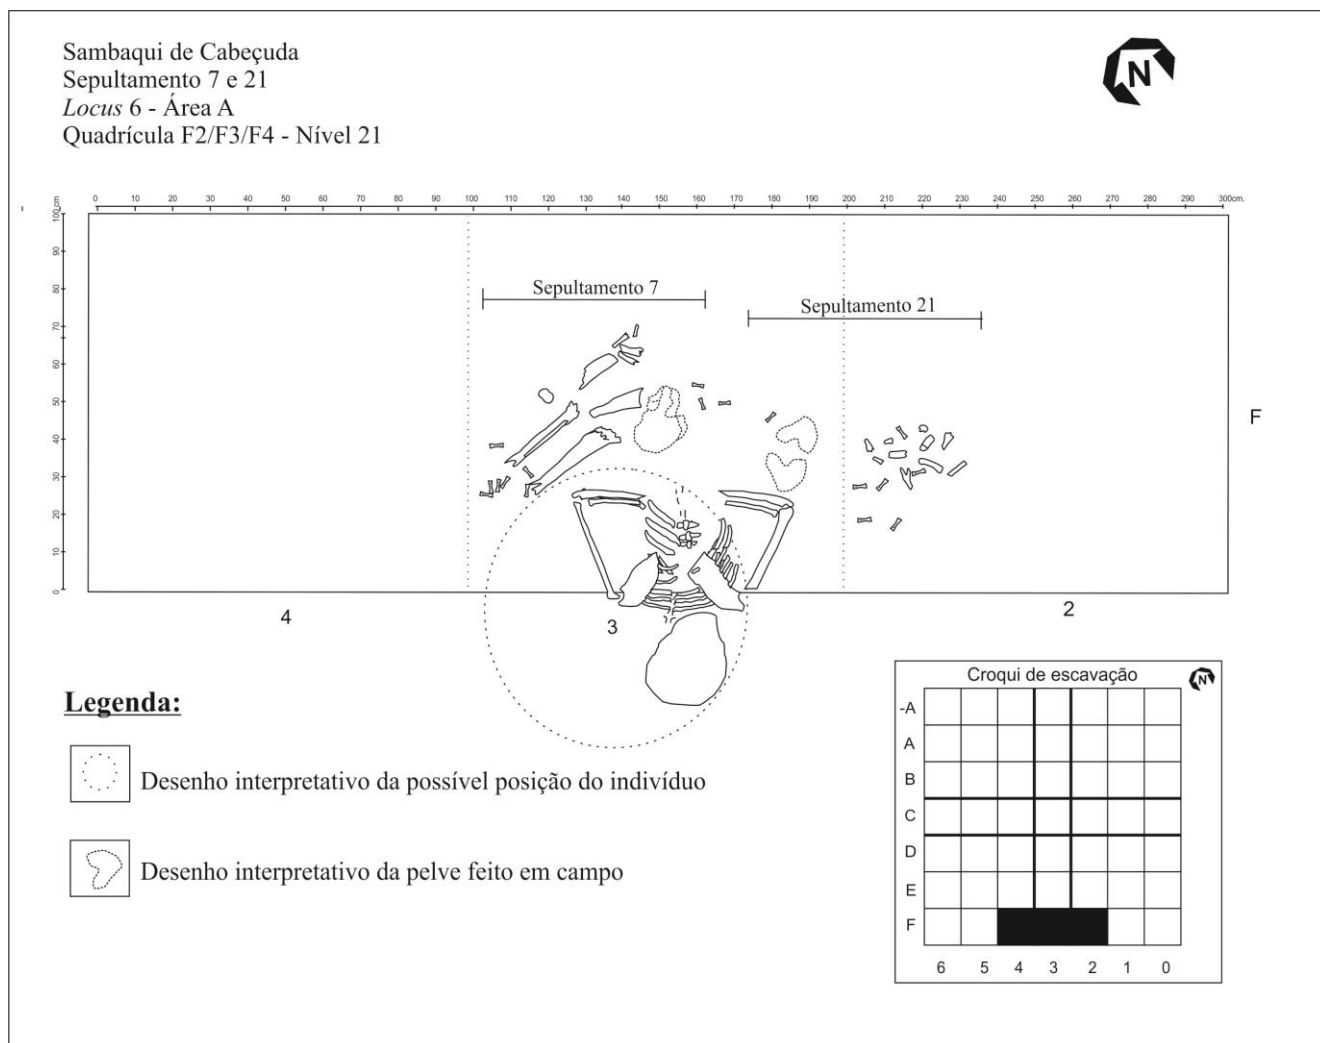 Sambaqui de Cabeçuda
Sepultamento 7 e 21
Locus 6 - Área A
Quadrícula F2/F3/F4 - Nível 21
N
0 10 20 30 40 50 60 70 80 90 100 110 120 130 140 150 160 170 180 190 200 210 220 230 240 250 260 270 280 290 300cm.
100 cm
90
80
70
60
50
40
30
20
10
0
Sepultamento 7
Sepultamento 21
F
4
3
2
Legenda:
Desenho interpretativo da possível posição do indivíduo
Desenho interpretativo da pelve feito em campo
Croqui de escavação
N
-A
A
B
C
D
E
F
6 5 4 3 2 1 0